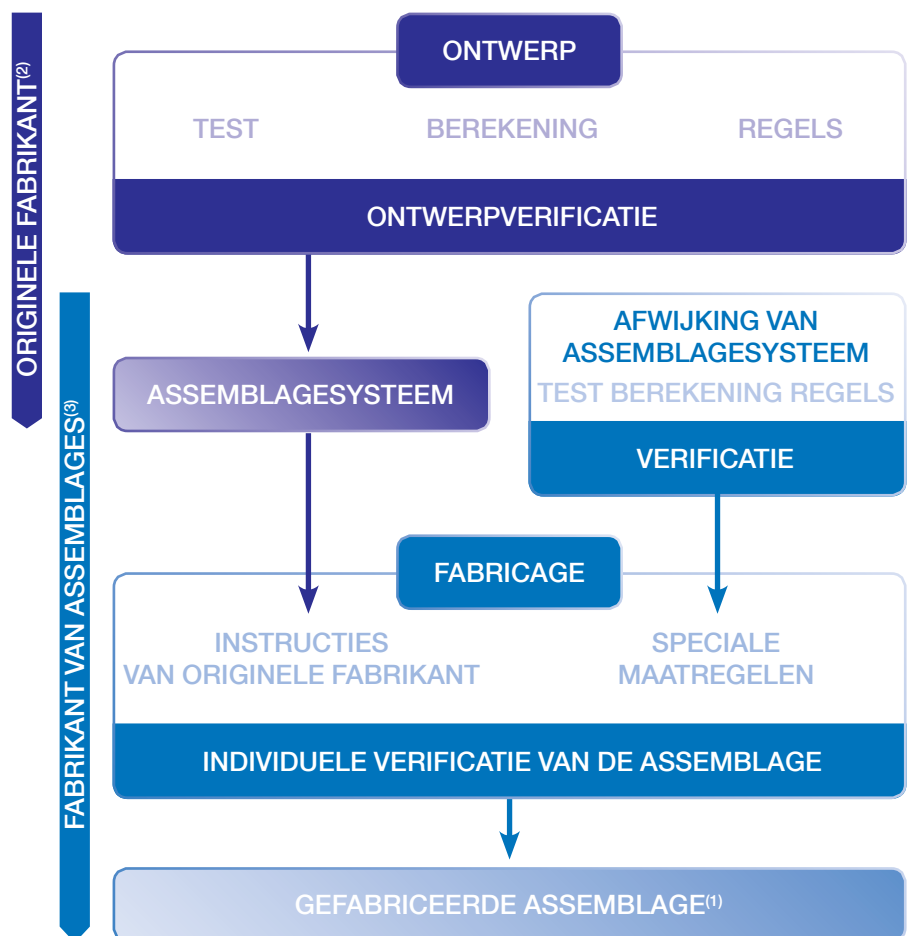 ORIGINELE FABRIKANT(2)
FABRIKANT VAN ASSEMBLAGES(3)
ONTWERP
TEST BEREKENING REGELS
ONTWERPVERIFICATIE
ASSEMBLAGESYSTEEM
AFWIJKING VAN
ASSEMBLAGESYSTEEM
TEST BEREKENING REGELS
VERIFICATIE
FABRICAGE
INSTRUCTIES
VAN ORIGINELE FABRIKANT
SPECIALE
MAATREGELEN
INDIVIDUELE VERIFICATIE VAN DE ASSEMBLAGE
GEFABRICEERDE ASSEMBLAGE(1)